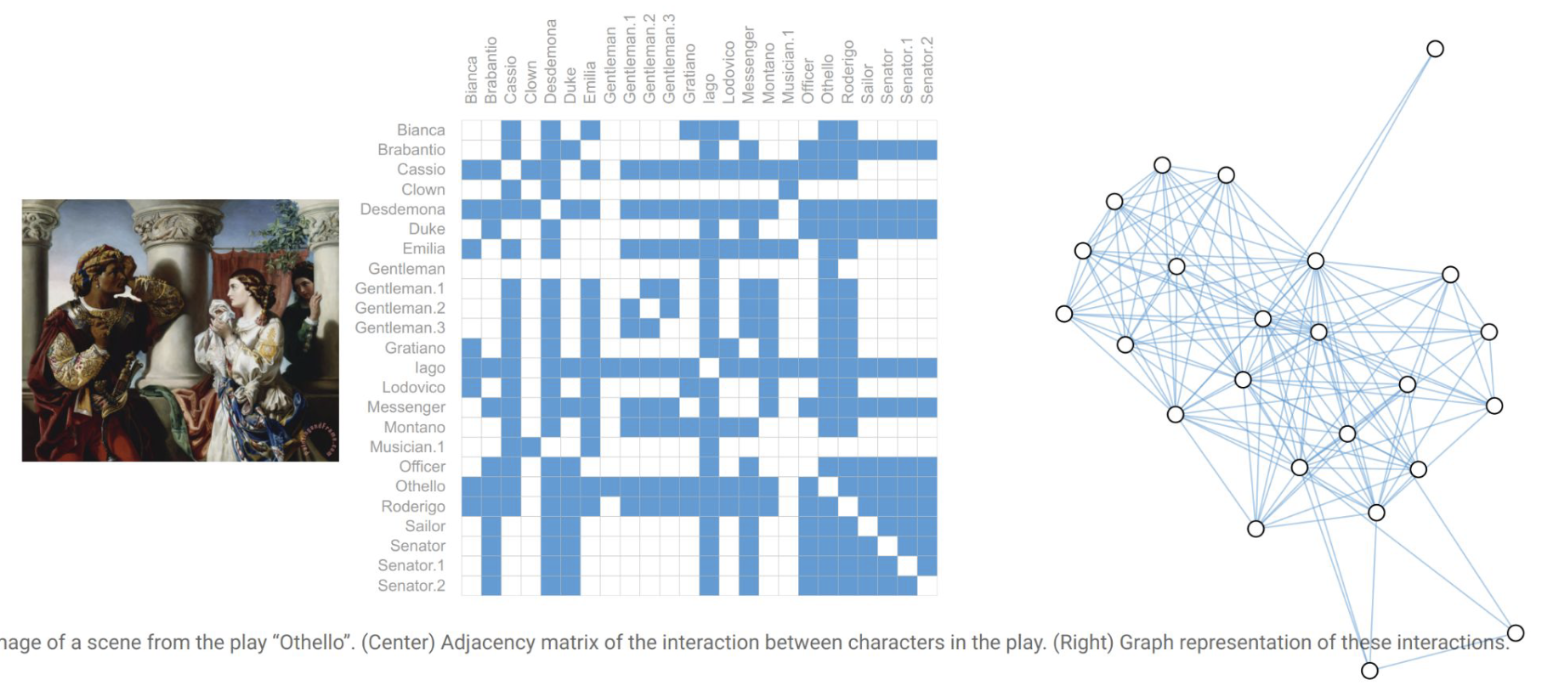 Bianca
Brabantio
Cassio
Clown
Desdemona
Duke
Emilia
Gentleman
Gentleman.1
Gentleman.2
Gentleman.3
Gratiano
Iago
Lodovico
Messenger
Montano
Musician.1
Officer
Othello
Roderigo
Sailor
Senator
Senator.1
Senator.2
Bianca
Brabantio
Cassio
Clown
Desdemona
Duke
Emilia
Gentleman
Gentleman.1
Gentleman.2
Gentleman.3
Gratiano
Iago
Lodovico
Messenger
Montano
Musician.1
Officer
Othello
Roderigo
Sailor
Senator
Senator.1
Senator.2
nage of a scene from the play “Othello”. (Center) Adjacency matrix of the interaction between characters in the play. (Right) Graph representation of these interactions.